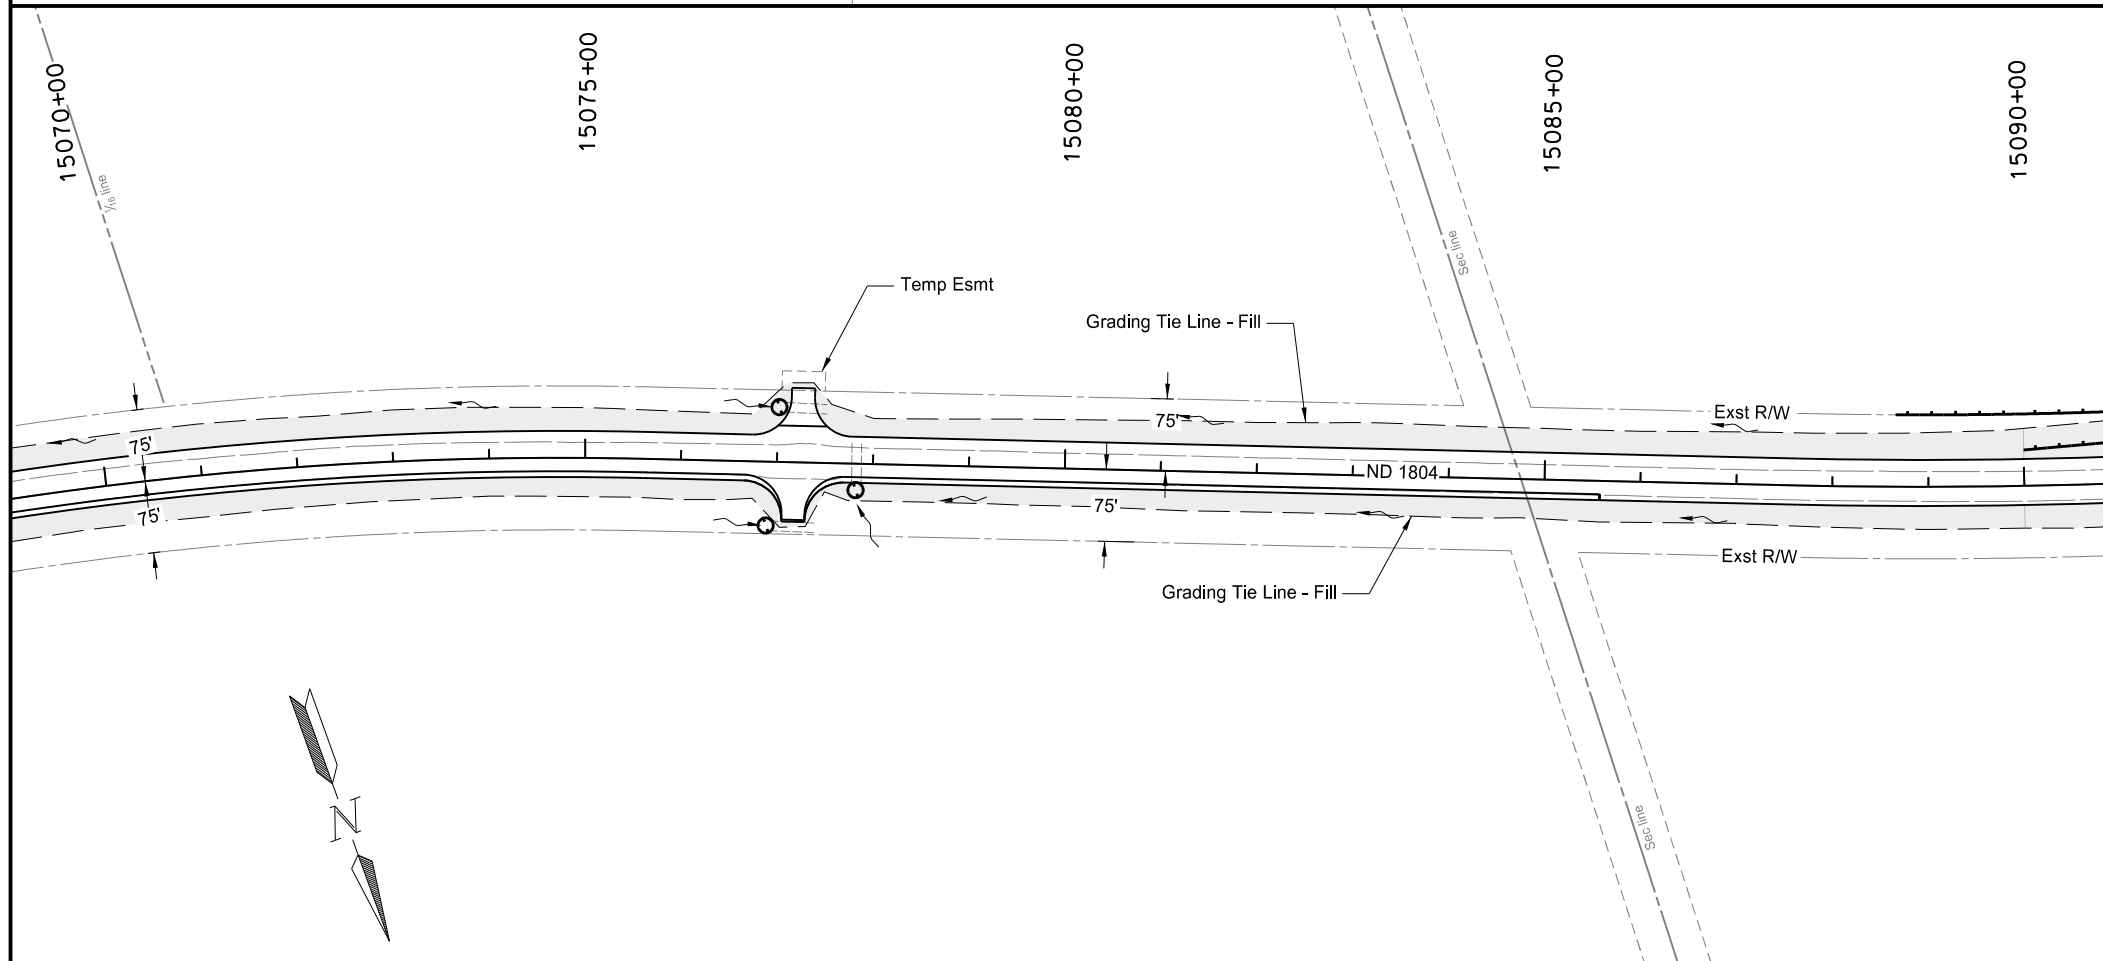 15070+00
15075+00
15080+00
15085+00
15090+00
1/16 line
Sec line
Temp Esmt
Grading Tie Line - Fill
75'
Exst R/W
75'
ND 1804
75'
75'
Exst R/W
Grading Tie Line - Fill
N
Sec line